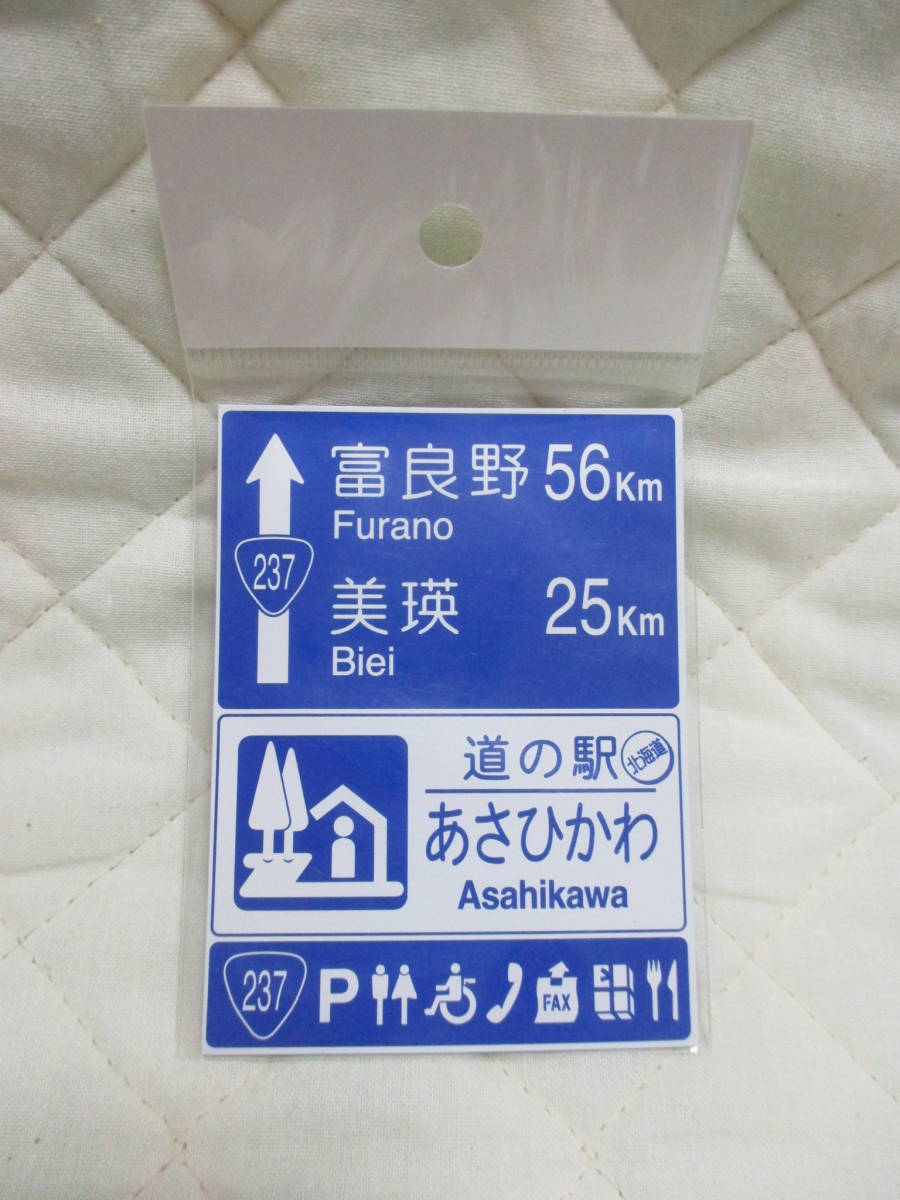 富良野 56Km
Furano
237
美瑛 25Km
Biei
道の駅 北海道
あさひかわ
Asahikawa
237 P FAX